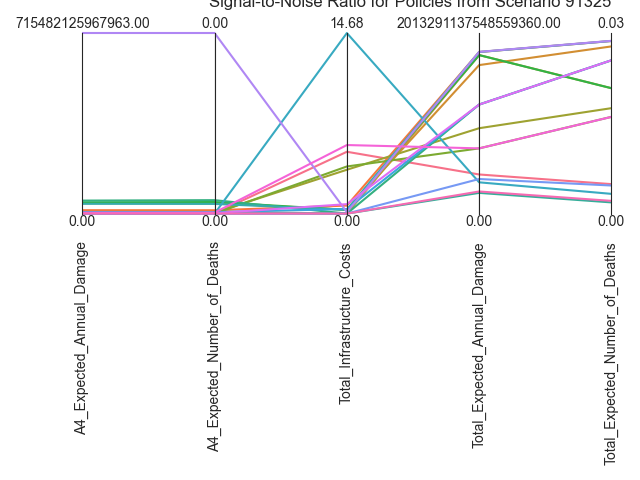 Signal-to-Noise Ratio for Policies from Scenario 91325
715482125967963.00 0.00 14.68 2013291137548559360.00 0.03
0.00 0.00 0.00 0.00 0.00
A4_Expected_Annual_Damage
A4_Expected_Number_of_Deaths
Total_Infrastructure_Costs
Total_Expected_Annual_Damage
Total_Expected_Number_of_Deaths